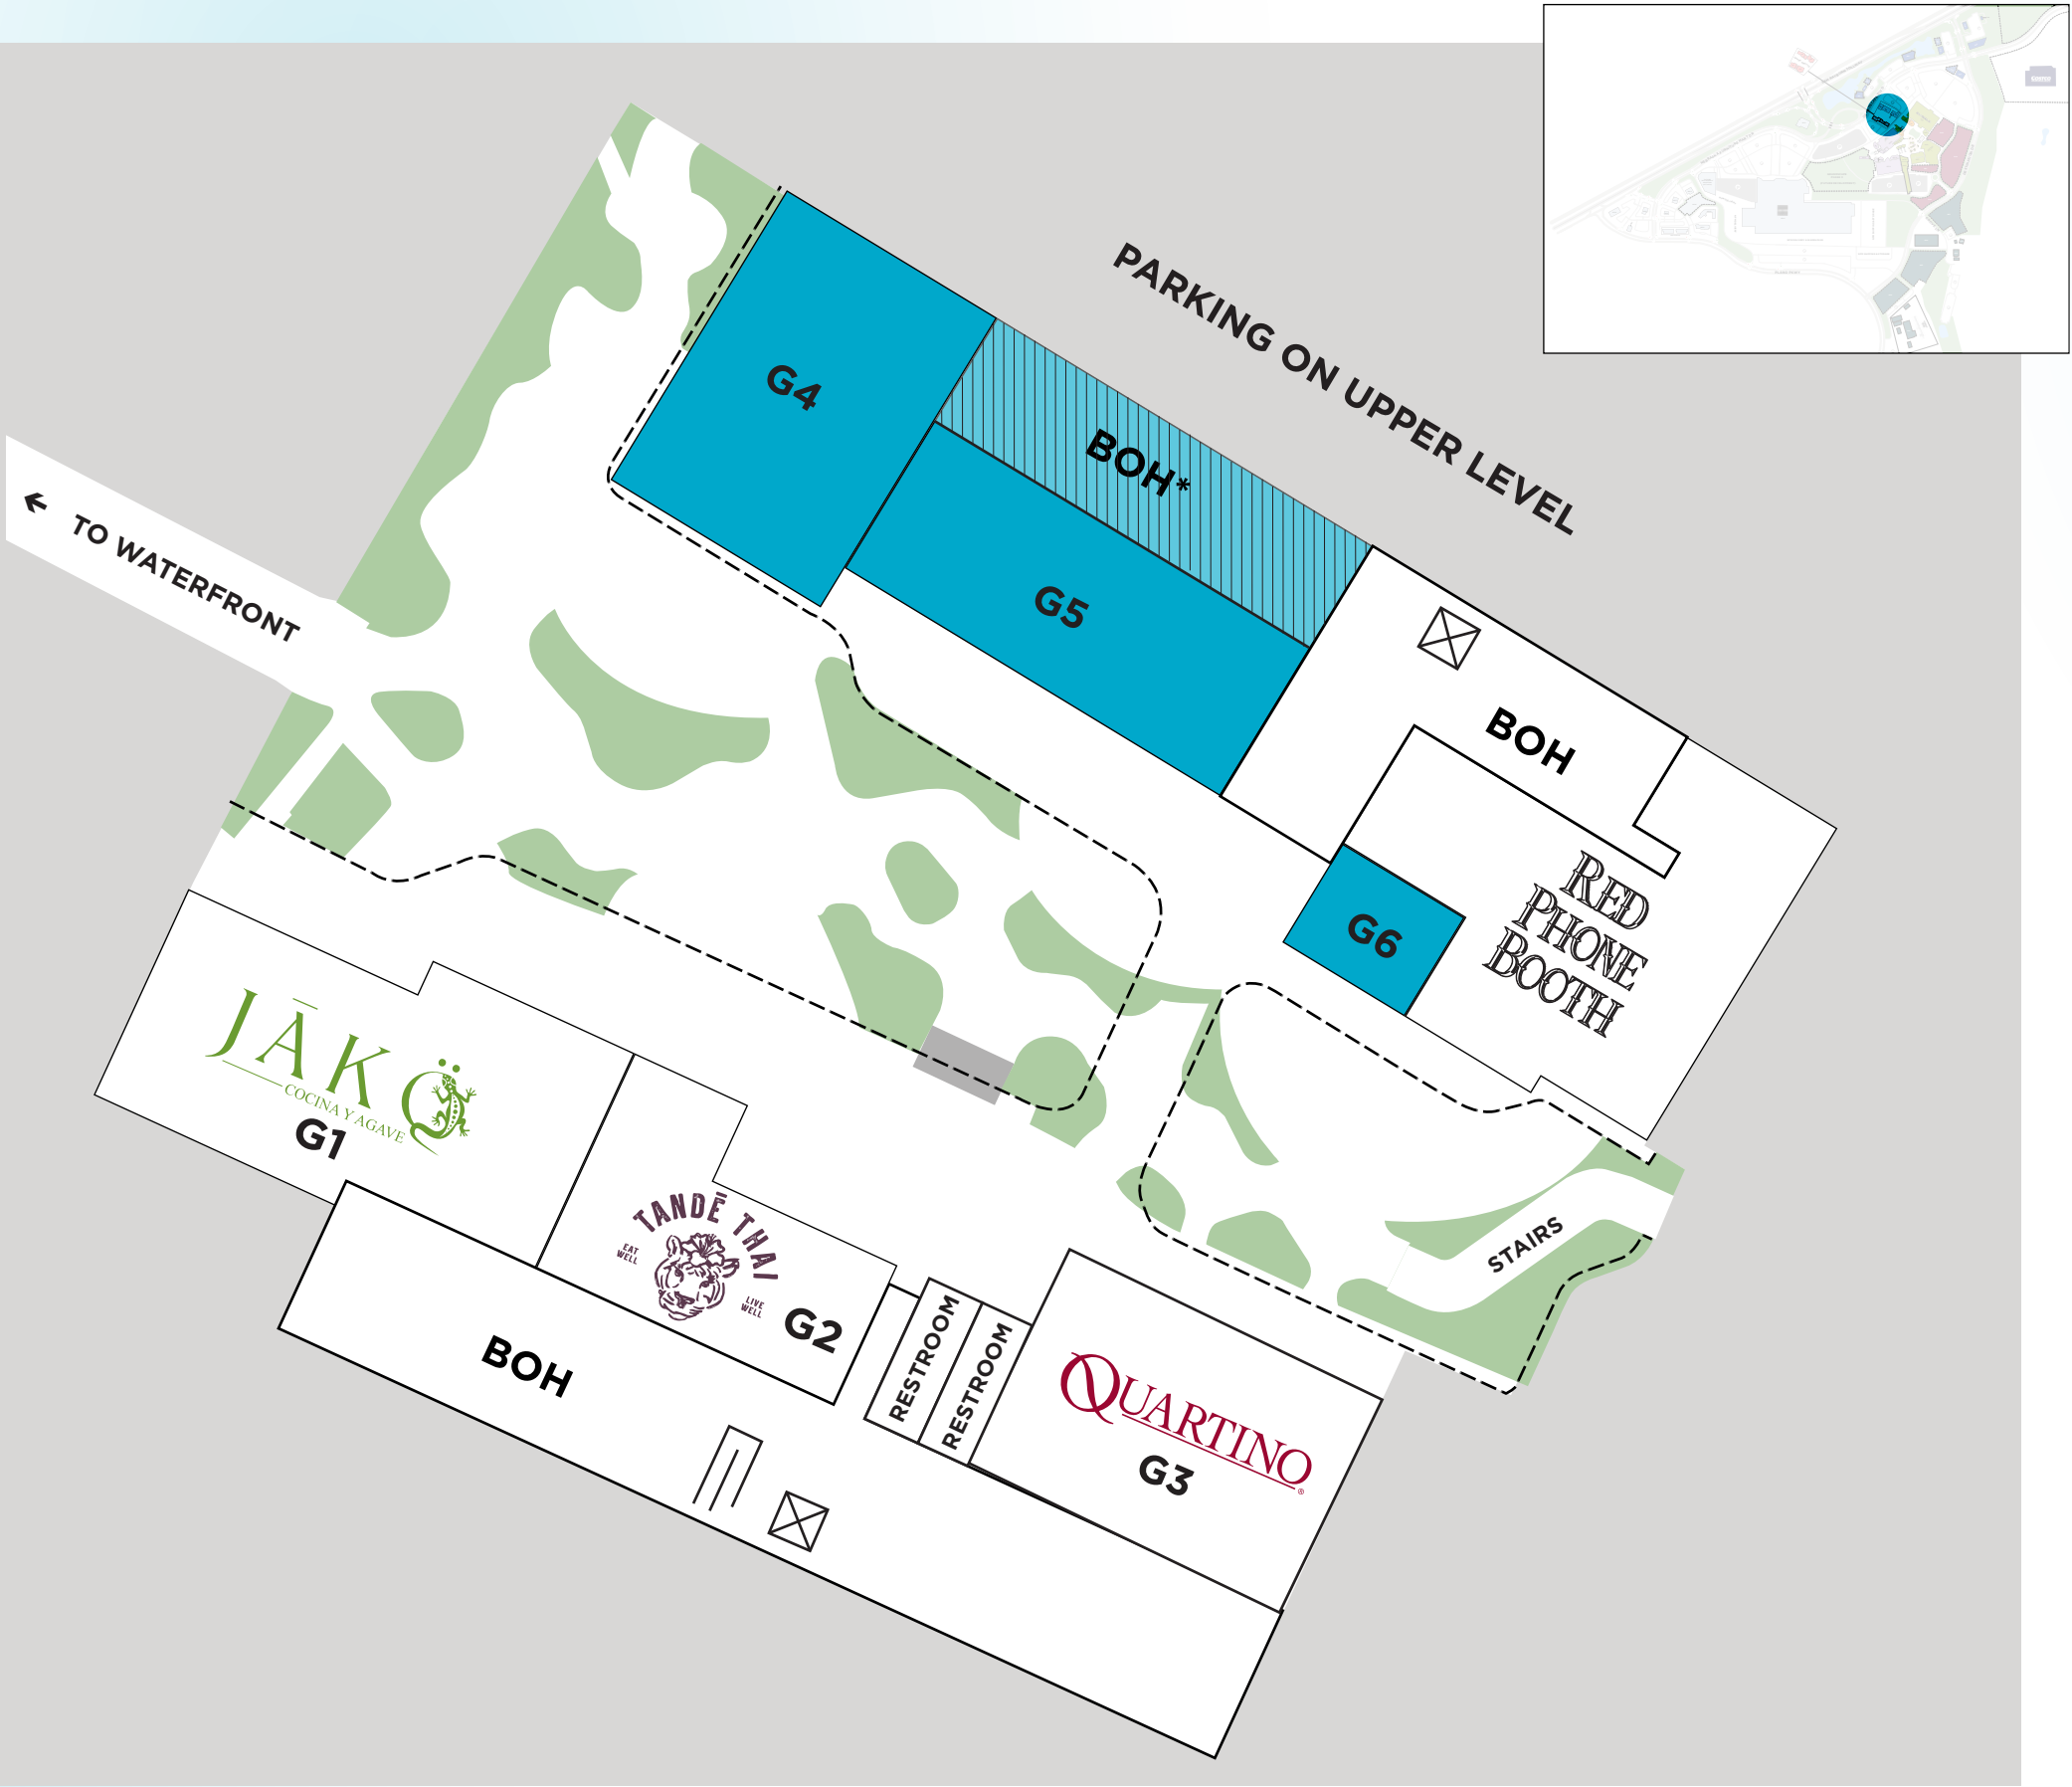 PARKING ON UPPER LEVEL
G4
BOH*
← TO WATERFRONT
G5
BOH
RED
PHONE
BOOTH
G6
JĀKÖ
COCINA Y AGAVE
G1
TANDĒ THAI
EAT
WELL
LIVE
WELL
G2
STAIRS
RESTROOM
RESTROOM
QUARTINO®
G3
BOH